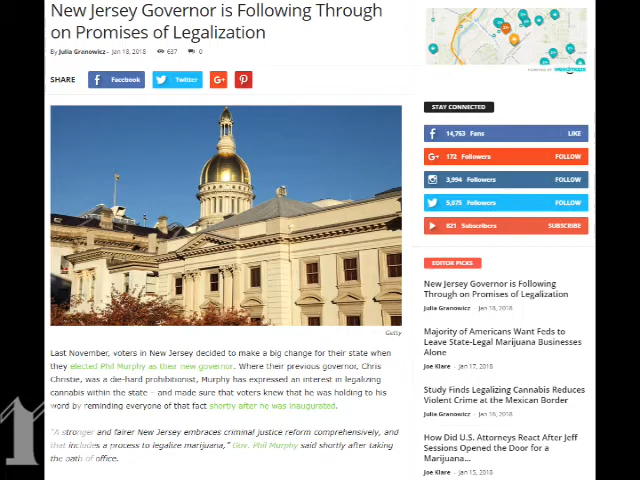 New Jersey Governor is Following Through
on Promises of Legalization
By Julia Granowicz - Jan 18, 2018 637 0
SHARE Facebook Twitter G+
POWERED BY weedmaps
STAY CONNECTED
14,763 Fans LIKE
G+ 172 Followers FOLLOW
3,994 Followers FOLLOW
5,875 Followers FOLLOW
821 Subscribers SUBSCRIBE
EDITOR PICKS
New Jersey Governor is Following
Through on Promises of Legalization
Julia Granowicz - Jan 18, 2018
Majority of Americans Want Feds to
Leave State-Legal Marijuana Businesses
Alone
Joe Klare - Jan 17, 2018
Study Finds Legalizing Cannabis Reduces
Violent Crime at the Mexican Border
Julia Granowicz - Jan 16, 2018
How Did U.S. Attorneys React After Jeff
Sessions Opened the Door for a
Marijuana...
Joe Klare - Jan 15, 2018
Getty
Last November, voters in New Jersey decided to make a big change for their state when
they elected Phil Murphy as their new governor. Where their previous governor, Chris
Christie, was a die-hard prohibitionist, Murphy has expressed an interest in legalizing
cannabis within the state – and made sure that voters knew that he was holding to his
word by reminding everyone of that fact shortly after he was inaugurated.
"A stronger and fairer New Jersey embraces criminal justice reform comprehensively, and
that includes a process to legalize marijuana," Gov. Phil Murphy said shortly after taking
the oath of office.
1